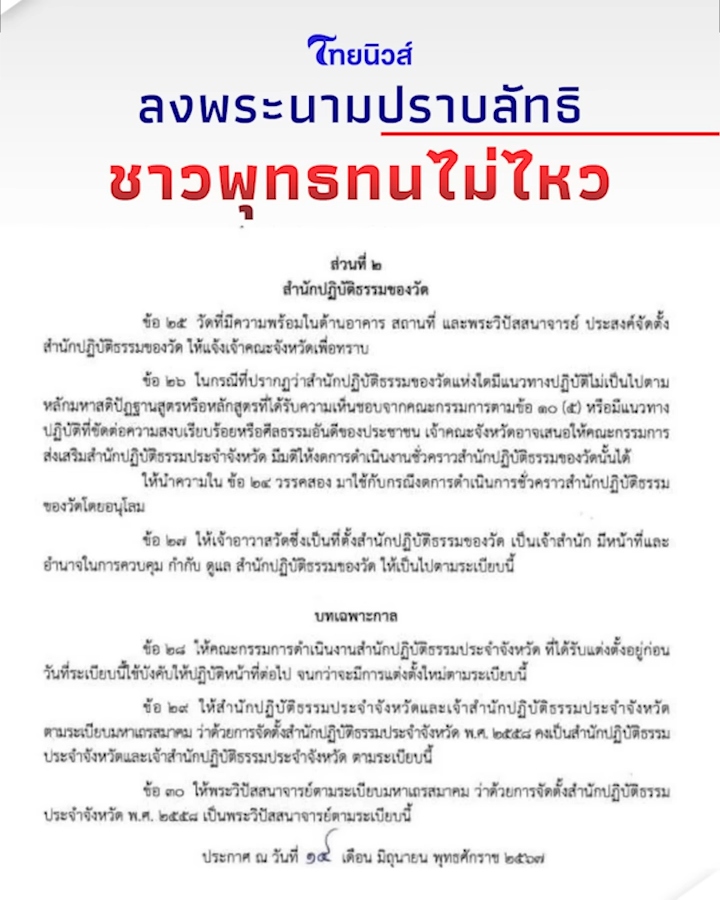 ไทยนิวส์
ลงพระนามปราบลัทธิ
ชาวพุทธทนไม่ไหว
ส่วนที่ ๒
สำนักปฏิบัติธรรมของวัด
ข้อ ๒๕ วัดที่มีความพร้อมในด้านอาคาร สถานที่ และพระวิปัสสนาจารย์ ประสงค์จัดตั้ง
สำนักปฏิบัติธรรมของวัด ให้แจ้งเจ้าคณะจังหวัดเพื่อทราบ
ข้อ ๒๖ ในกรณีที่ปรากฏว่าสำนักปฏิบัติธรรมของวัดแห่งใดมีแนวทางปฏิบัติไม่เป็นไปตาม
หลักมหาสติปัฏฐานสูตรหรือหลักสูตรที่ได้รับความเห็นชอบจากคณะกรรมการตามข้อ ๑๐ (๕) หรือมีแนวทาง
ปฏิบัติที่ขัดต่อความสงบเรียบร้อยหรือศีลธรรมอันดีของประชาชน เจ้าคณะจังหวัดอาจเสนอให้คณะกรรมการ
ส่งเสริมสำนักปฏิบัติธรรมประจำจังหวัด มีมติให้งดการดำเนินงานชั่วคราวสำนักปฏิบัติธรรมของวัดนั้นได้
ให้นำความใน ข้อ ๒๔ วรรคสอง มาใช้กับกรณีงดการดำเนินการชั่วคราวสำนักปฏิบัติธรรม
ของวัดโดยอนุโลม
ข้อ ๒๗ ให้เจ้าอาวาสวัดซึ่งเป็นที่ตั้งสำนักปฏิบัติธรรมของวัด เป็นเจ้าสำนัก มีหน้าที่และ
อำนาจในการควบคุม กำกับ ดูแล สำนักปฏิบัติธรรมของวัด ให้เป็นไปตามระเบียบนี้
บทเฉพาะกาล
ข้อ ๒๘ ให้คณะกรรมการดำเนินงานสำนักปฏิบัติธรรมประจำจังหวัด ที่ได้รับแต่งตั้งอยู่ก่อน
วันที่ระเบียบนี้ใช้บังคับให้ปฏิบัติหน้าที่ต่อไป จนกว่าจะมีการแต่งตั้งใหม่ตามระเบียบนี้
ข้อ ๒๙ ให้สำนักปฏิบัติธรรมประจำจังหวัดและเจ้าสำนักปฏิบัติธรรมประจำจังหวัด
ตามระเบียบมหาเถรสมาคม ว่าด้วยการจัดตั้งสำนักปฏิบัติธรรมประจำจังหวัด พ.ศ. ๒๕๕๘ คงเป็นสำนักปฏิบัติธรรม
ประจำจังหวัดและเจ้าสำนักปฏิบัติธรรมประจำจังหวัด ตามระเบียบนี้
ข้อ ๓๐ ให้พระวิปัสสนาจารย์ตามระเบียบมหาเถรสมาคม ว่าด้วยการจัดตั้งสำนักปฏิบัติธรรม
ประจำจังหวัด พ.ศ. ๒๕๕๘ เป็นพระวิปัสสนาจารย์ตามระเบียบนี้
ประกาศ ณ วันที่ ๑๔ เดือน มิถุนายน พุทธศักราช ๒๕๖๗